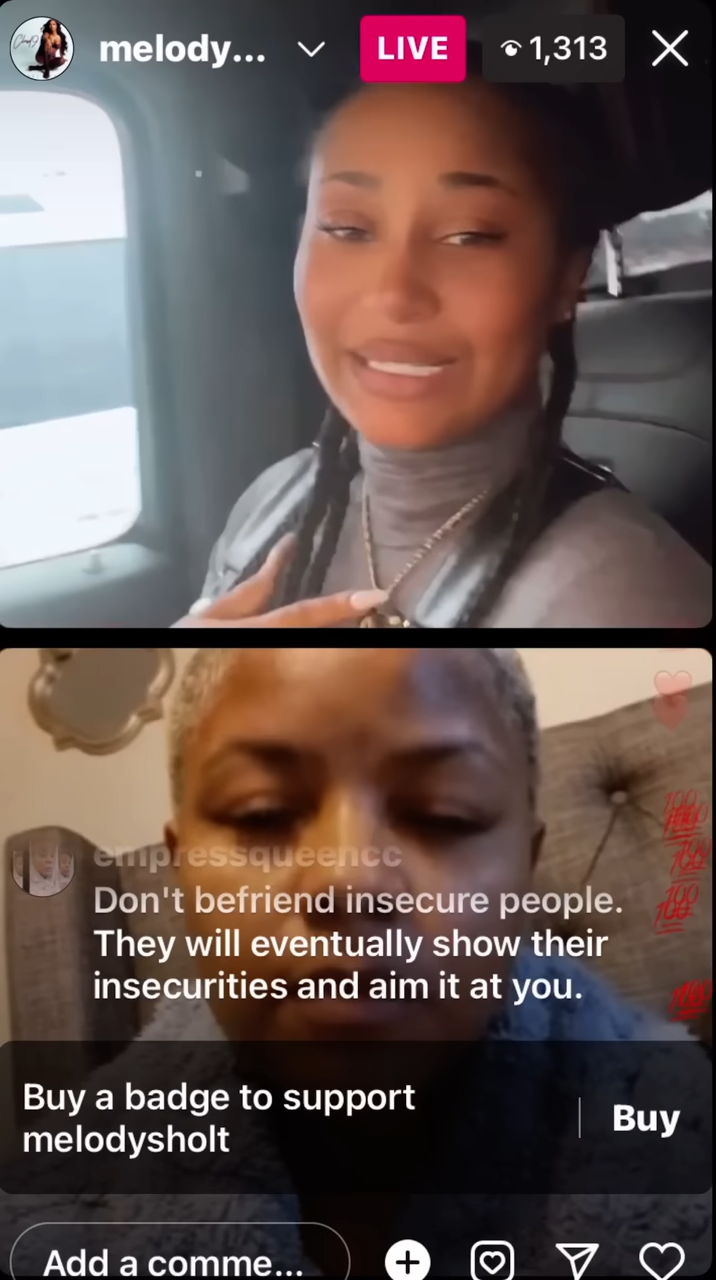 melody...
LIVE
1,313
empressqueencc
Don't befriend insecure people.
They will eventually show their
insecurities and aim it at you.
Buy a badge to support
melodysholt
Buy
Add a comme...